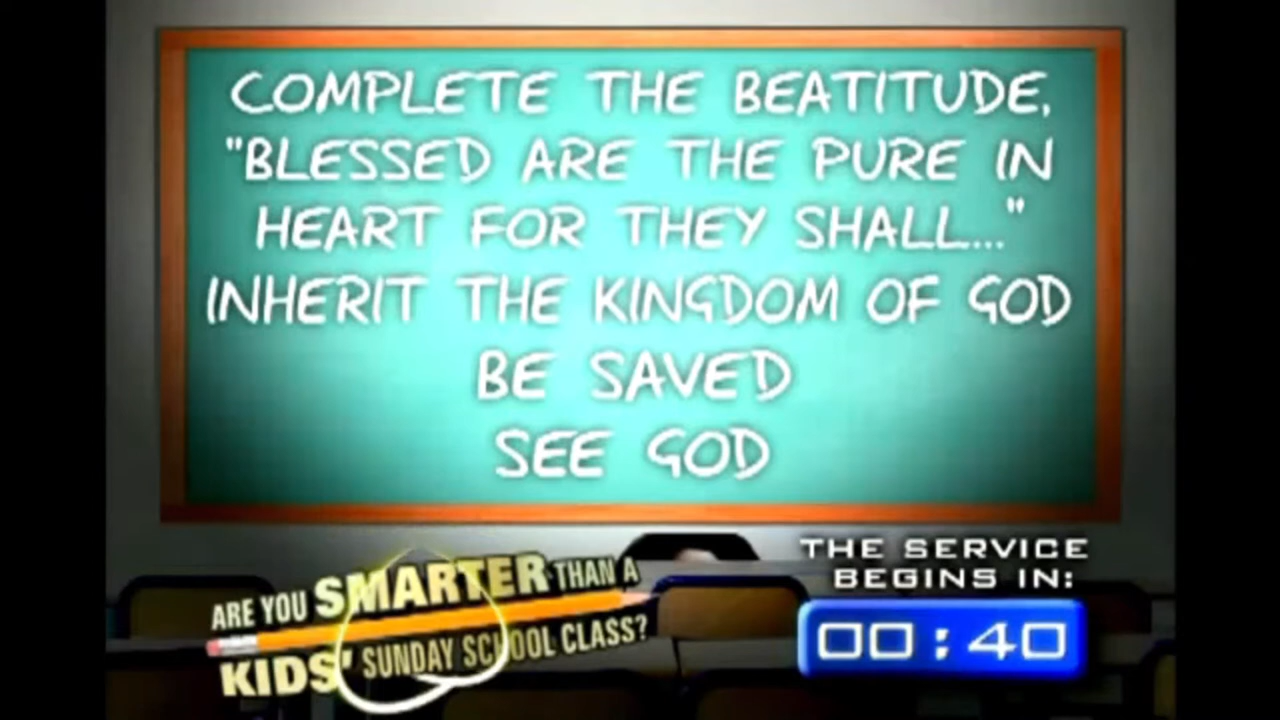 COMPLETE THE BEATITUDE,
"BLESSED ARE THE PURE IN
HEART FOR THEY SHALL..."
INHERIT THE KINGDOM OF GOD
BE SAVED
SEE GOD
ARE YOU SMARTER THAN A
KIDS' SUNDAY SCHOOL CLASS?
THE SERVICE
BEGINS IN:
00:40